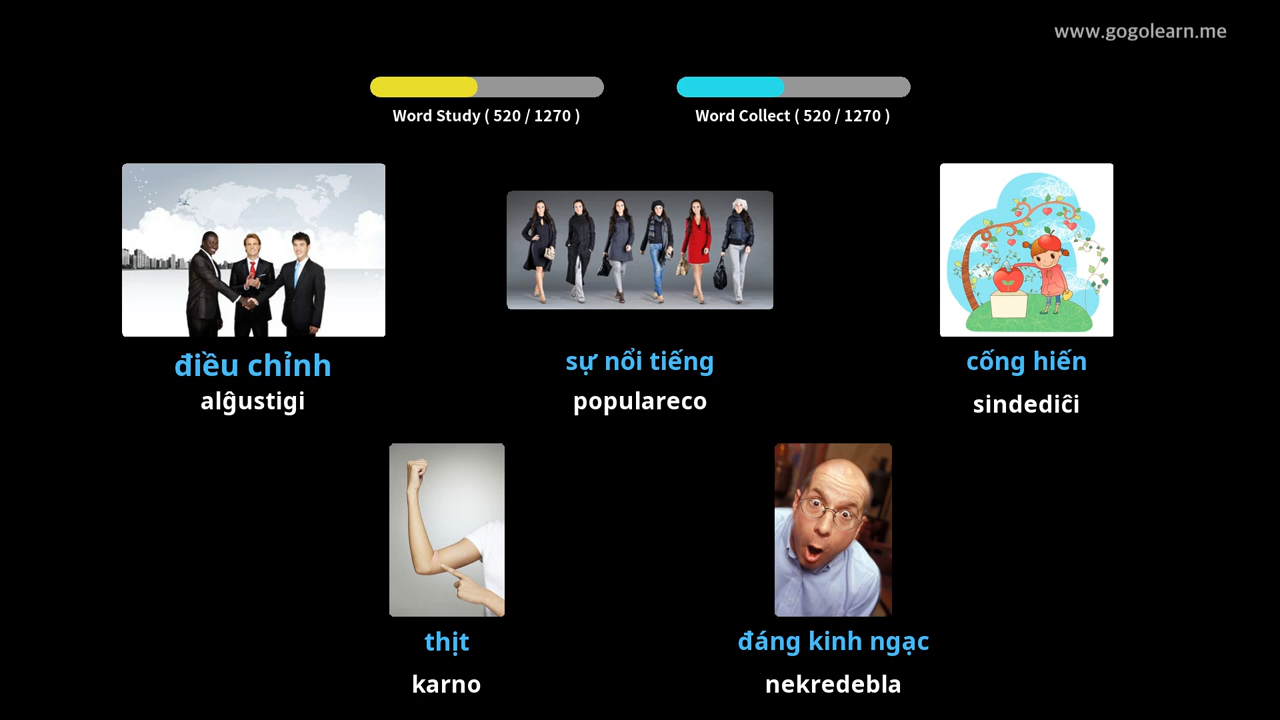 www.gogolearn.me
Word Study ( 520 / 1270 )
Word Collect ( 520 / 1270 )
điều chỉnh
alĝustigi
sự nổi tiếng
populareco
cống hiến
sindediĉi
thịt
karno
đáng kinh ngạc
nekredebla